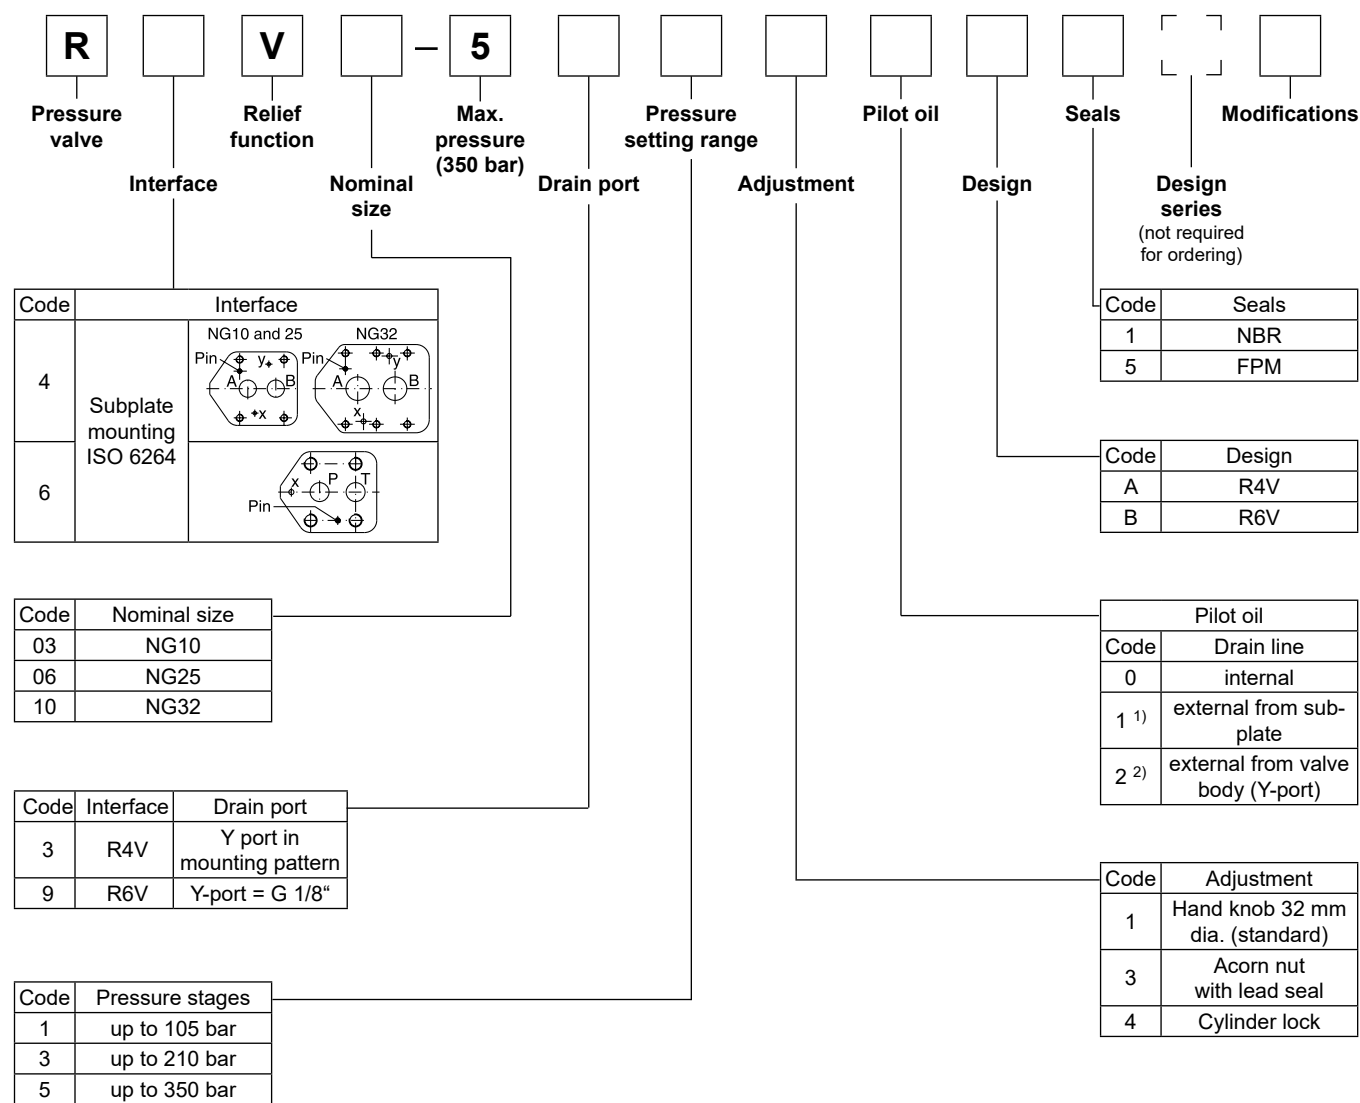 R V – 5
Pressure valve
Relief function
Max. pressure (350 bar)
Pressure setting range
Pilot oil
Seals
Modifications
Interface
Nominal size
Drain port
Adjustment
Design
Design series
(not required for ordering)
Code Interface
4
Subplate mounting ISO 6264
NG10 and 25
Pin y A B x
NG32
Pin y A B x
6
x P T
Pin
Code Nominal size
03 NG10
06 NG25
10 NG32
Code Interface Drain port
3 R4V Y port in mounting pattern
9 R6V Y-port = G 1/8“
Code Pressure stages
1 up to 105 bar
3 up to 210 bar
5 up to 350 bar
Code Seals
1 NBR
5 FPM
Code Design
A R4V
B R6V
Pilot oil
Code Drain line
0 internal
1 1) external from sub-
plate
2 2) external from valve
body (Y-port)
Code Adjustment
1 Hand knob 32 mm
dia. (standard)
3 Acorn nut
with lead seal
4 Cylinder lock